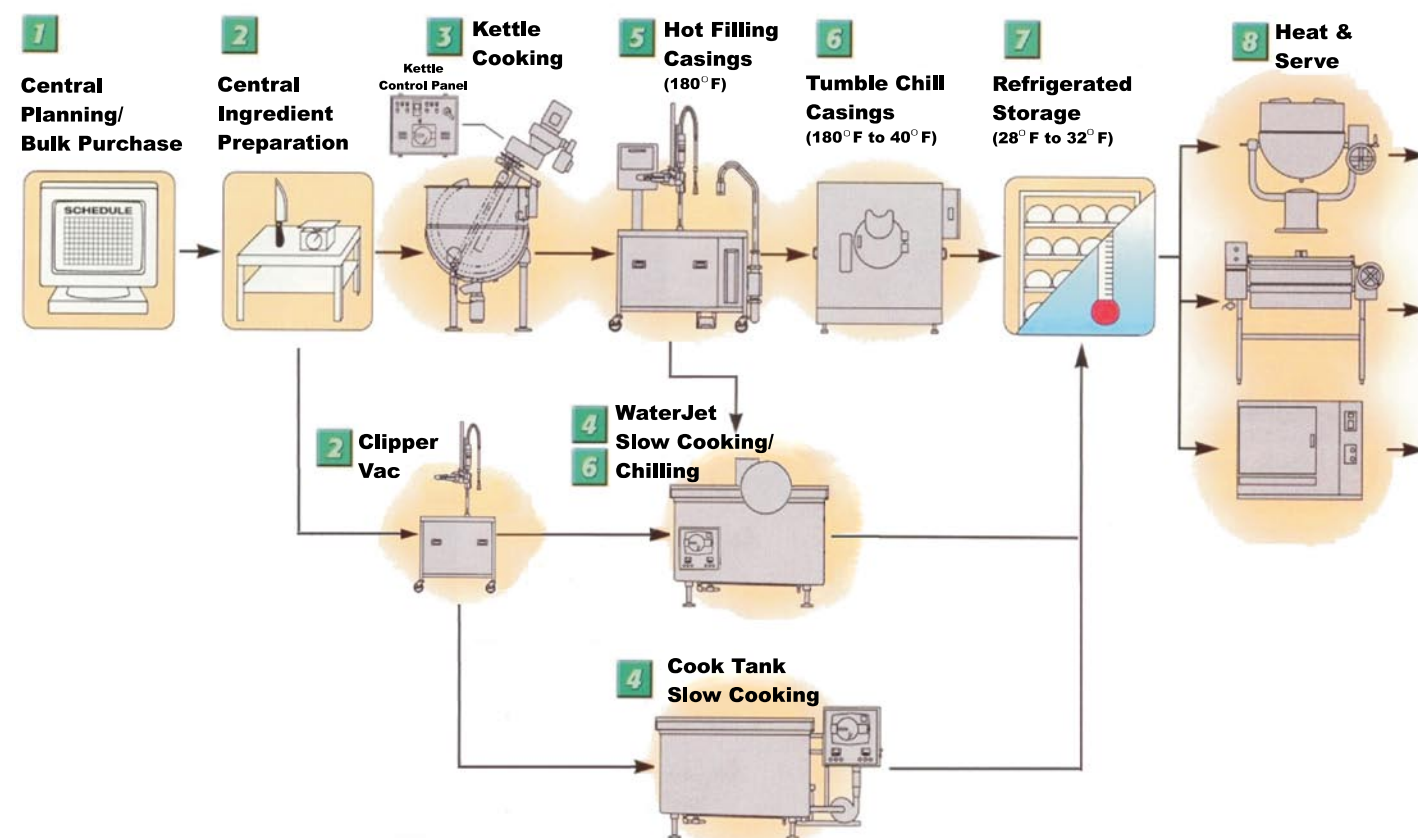 1
Central
Planning/
Bulk Purchase
SCHEDULE
2
Central
Ingredient
Preparation
3
Kettle
Cooking
Kettle
Control Panel
5
Hot Filling
Casings
(180°F)
6
Tumble Chill
Casings
(180°F to 40°F)
7
Refrigerated
Storage
(28°F to 32°F)
8
Heat &
Serve
2
Clipper
Vac
4
6
WaterJet
Slow Cooking/
Chilling
4
Cook Tank
Slow Cooking